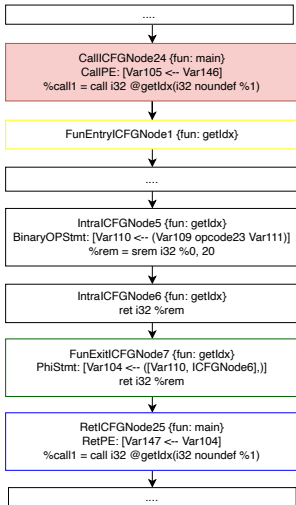 ....
CallICFGNode24 {fun: main}
CallPE: [Var105 <-- Var146]
%call1 = call i32 @getIdx(i32 noundef %1)
FunEntryICFGNode1 {fun: getIdx}
....
IntraICFGNode5 {fun: getIdx}
BinaryOPStmt: [Var110 <-- (Var109 opcode23 Var111)]
%rem = srem i32 %0, 20
IntraICFGNode6 {fun: getIdx}
ret i32 %rem
FunExitICFGNode7 {fun: getIdx}
PhiStmt: [Var104 <-- ([Var110, ICFGNode6],)]
ret i32 %rem
RetICFGNode25 {fun: main}
RetPE: [Var147 <-- Var104]
%call1 = call i32 @getIdx(i32 noundef %1)
....